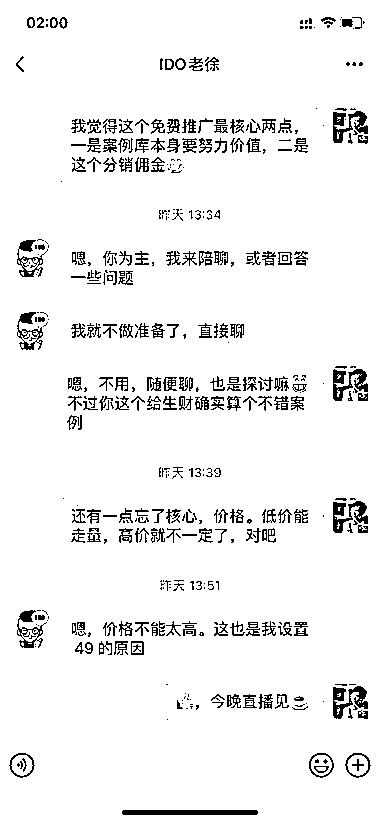 02:00
IDO老徐
我觉得这个免费推广最核心两点，
一是案例库本身要努力价值，二是
这个分销佣金
昨天 13:34
嗯，你为主，我来陪聊，或者回答
一些问题
我就不做准备了，直接聊
嗯，不用，随便聊，也是探讨嘛
不过你这个给生财确实算个不错案
例
昨天 13:39
还有一点忘了核心，价格。低价能
走量，高价就不一定了，对吧
昨天 13:51
嗯，价格不能太高。这也是我设置
49 的原因
，今晚直播见